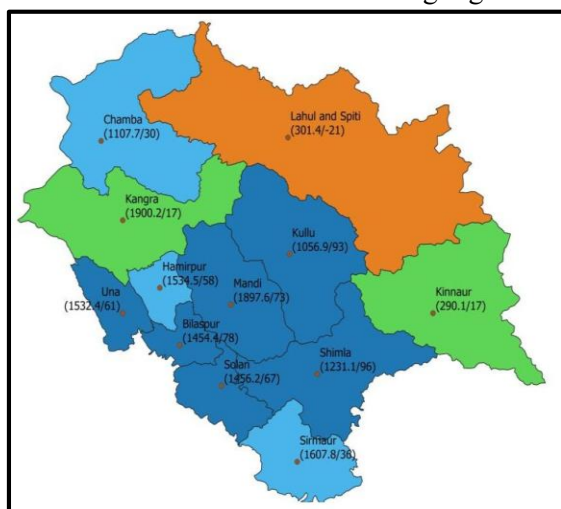 Chamba
(1107.7/30)
Lahul and Spiti
(301.4/-21)
Kangra
(1900.2/17)
Kullu
(1056.9/93)
Hamirpur
(1534.5/58)
Mandi
(1897.6/73)
Una
(1532.4/61)
Kinnaur
(290.1/17)
Bilaspur
(1454.4/78)
Shimla
(1231.1/96)
Solan
(1456.2/67)
Sirmaur
(1607.8/36)